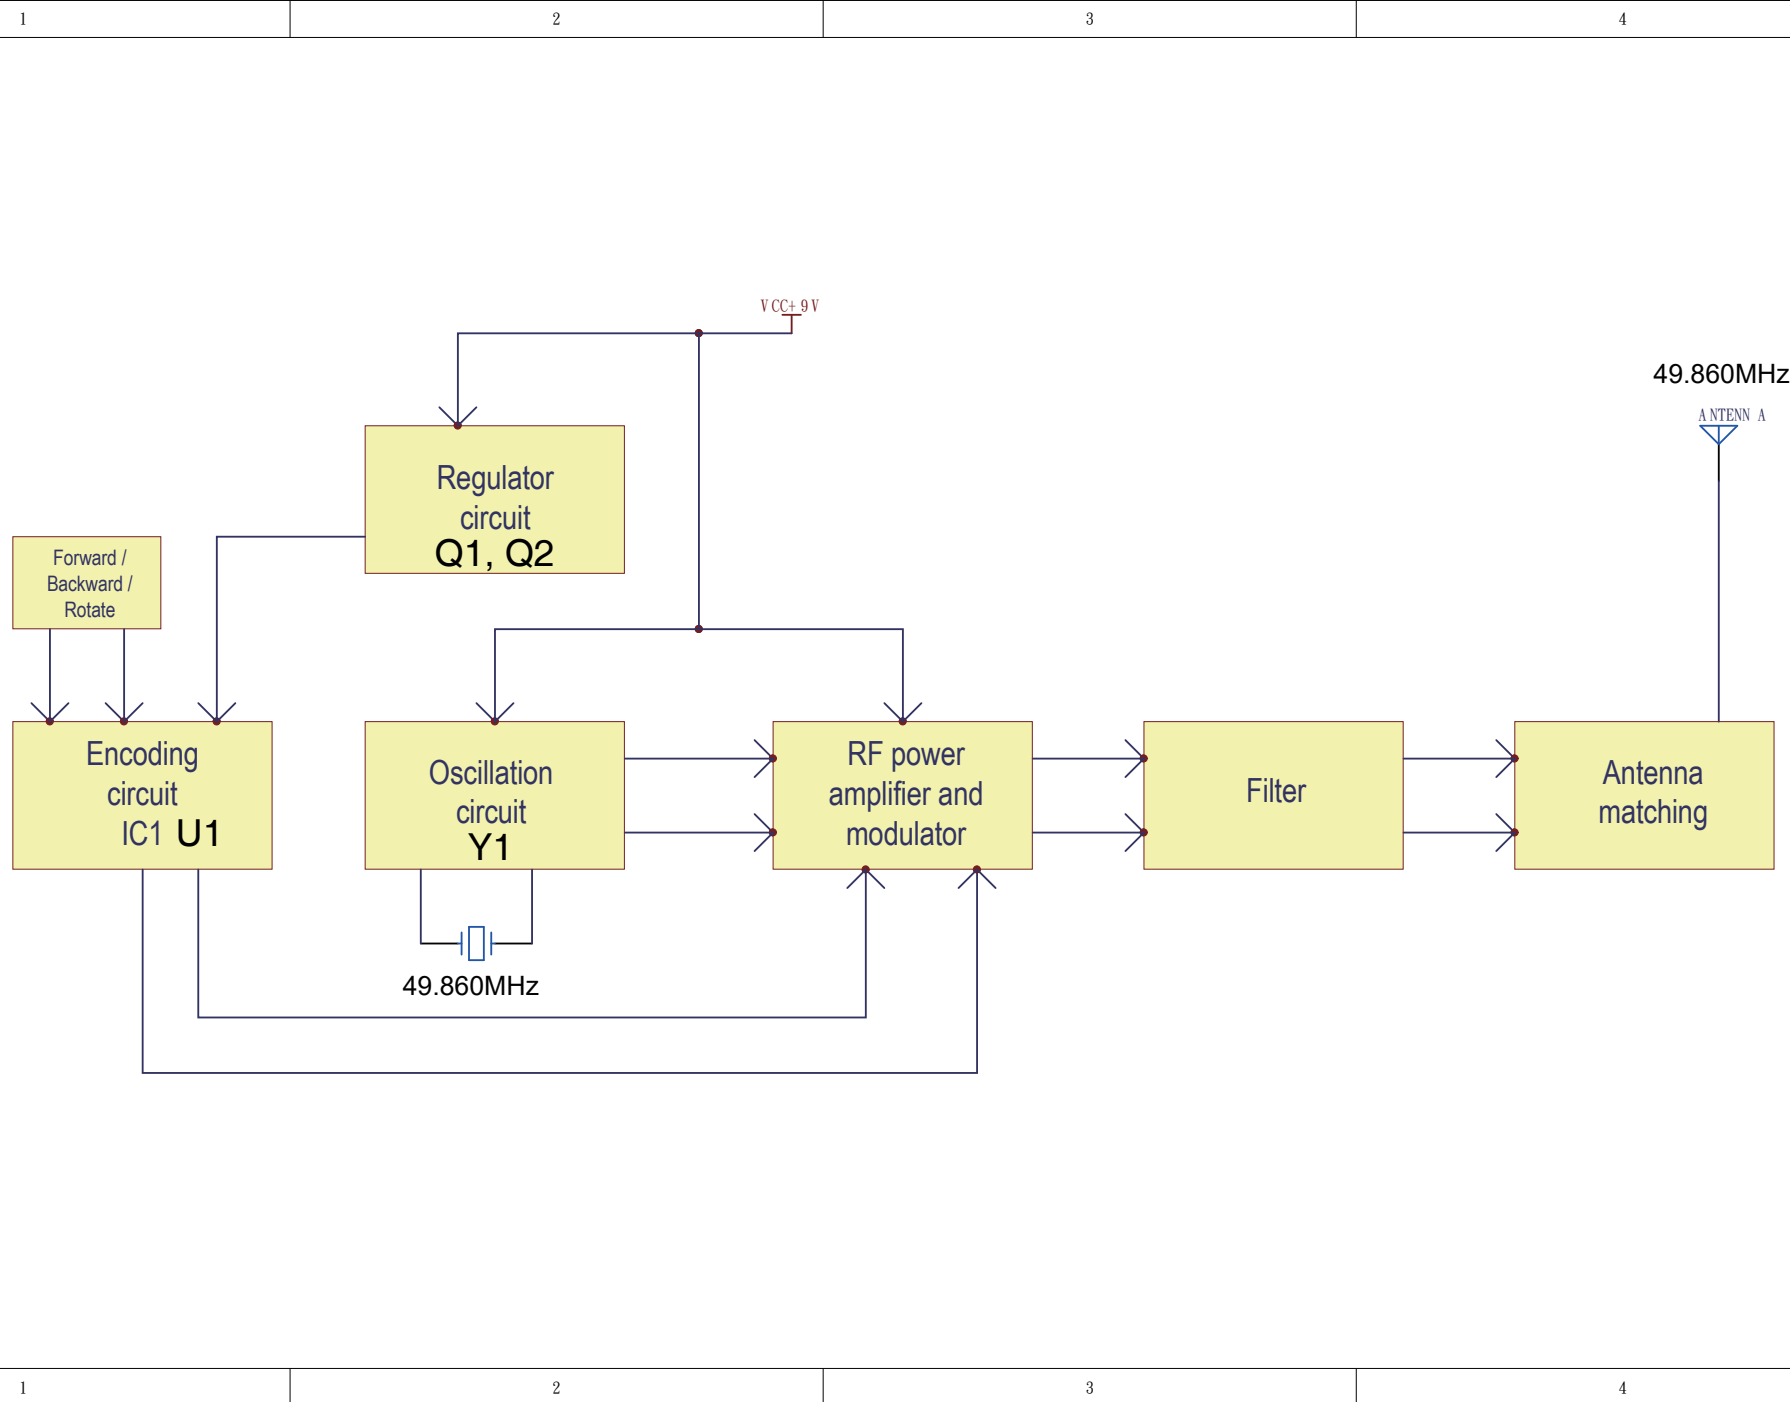 1 2 3 4
VCC+9V
49.860MHz
ANTENNA
Regulator
circuit
Q1, Q2
Forward /
Backward /
Rotate
Encoding
circuit
IC1 U1
Oscillation
circuit
Y1
RF power
amplifier and
modulator
Filter
Antenna
matching
49.860MHz
1 2 3 4